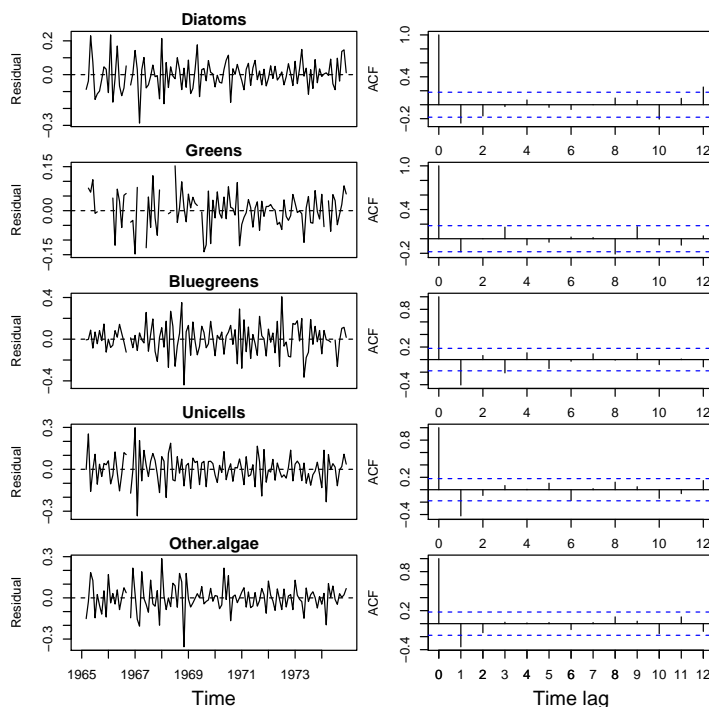 Diatoms
Residual
0.2
0.0
−0.3
ACF
1.0
0.4
−0.2
0 2 4 6 8 10 12
Greens
Residual
0.15
0.00
−0.15
ACF
1.0
0.4
−0.2
0 2 4 6 8 10 12
Bluegreens
Residual
0.4
0.0
−0.4
ACF
0.8
0.2
−0.4
0 2 4 6 8 10 12
Unicells
Residual
0.3
0.0
−0.3
ACF
0.8
0.2
−0.4
0 2 4 6 8 10 12
Other.algae
Residual
0.3
0.0
−0.3
ACF
0.8
0.2
−0.4
1965 1967 1969 1971 1973
0 1 2 3 4 5 6 7 8 9 10 11 12
Time
Time lag